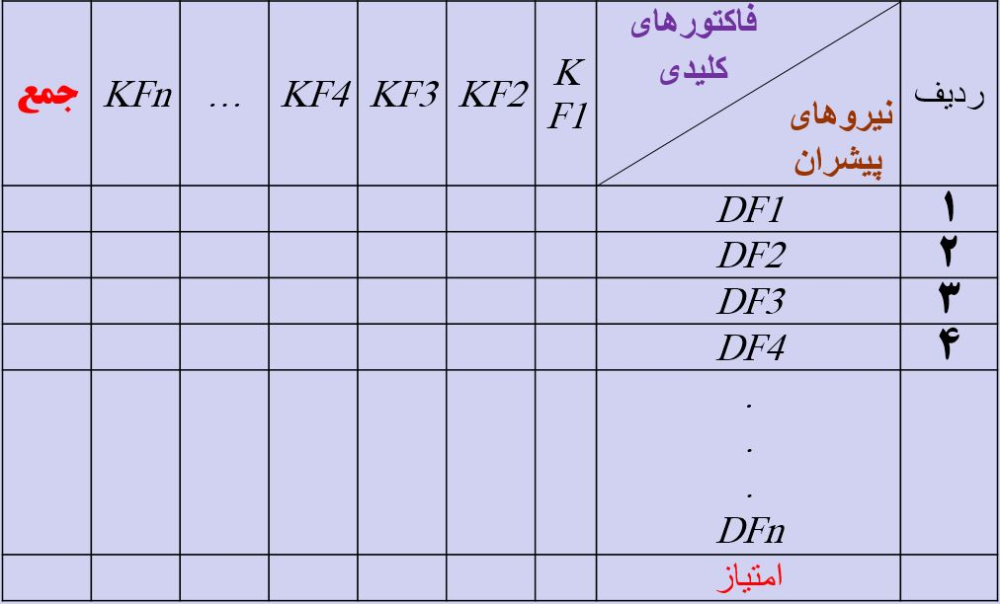 ردیف
فاکتورهای
کلیدی
نیروهای
پیشران
K
F1
KF2
KF3
KF4
...
KFn
جمع
۱
DF1
۲
DF2
۳
DF3
۴
DF4
.
.
.
DFn
امتیاز